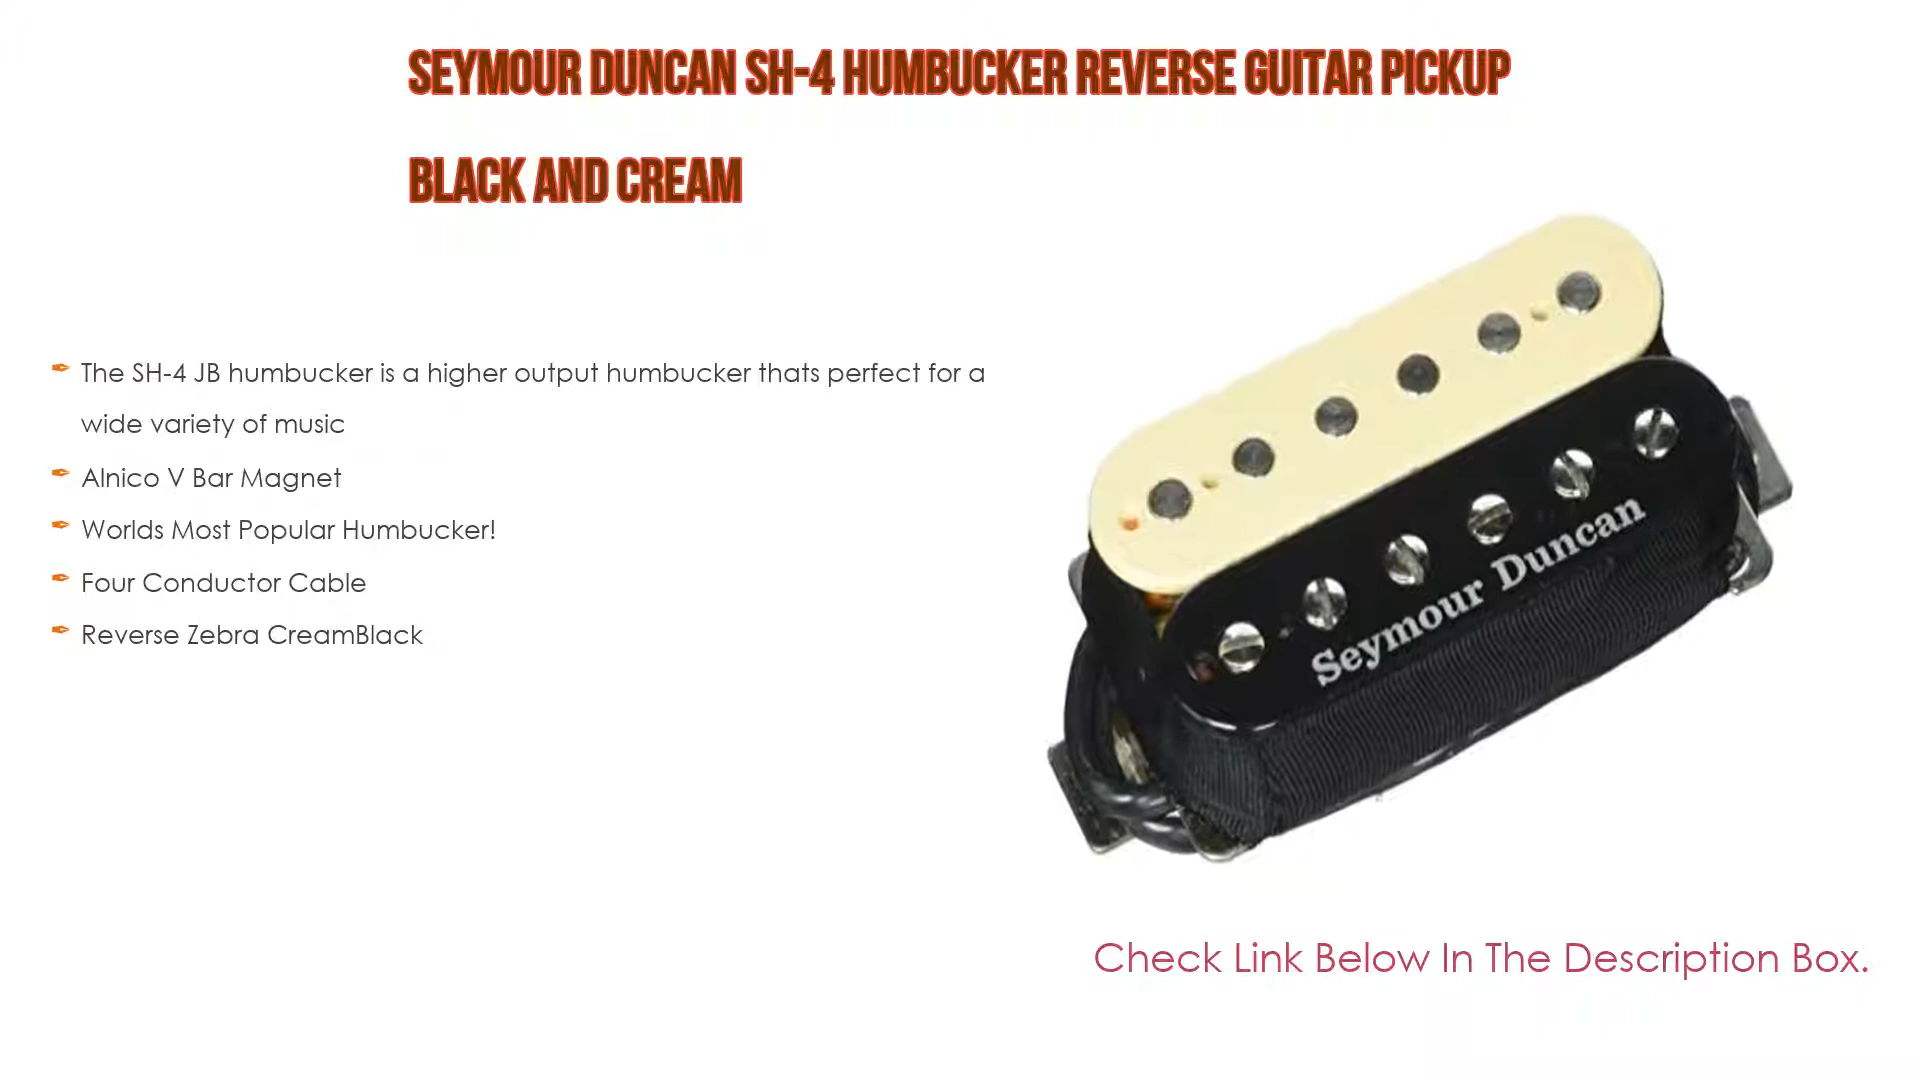 SEYMOUR DUNCAN SH-4 HUMBUCKER REVERSE GUITAR PICKUP
BLACK AND CREAM
The SH-4 JB humbucker is a higher output humbucker thats perfect for a
wide variety of music
Alnico V Bar Magnet
Worlds Most Popular Humbucker!
Four Conductor Cable
Reverse Zebra CreamBlack
Seymour Duncan
Check Link Below In The Description Box.